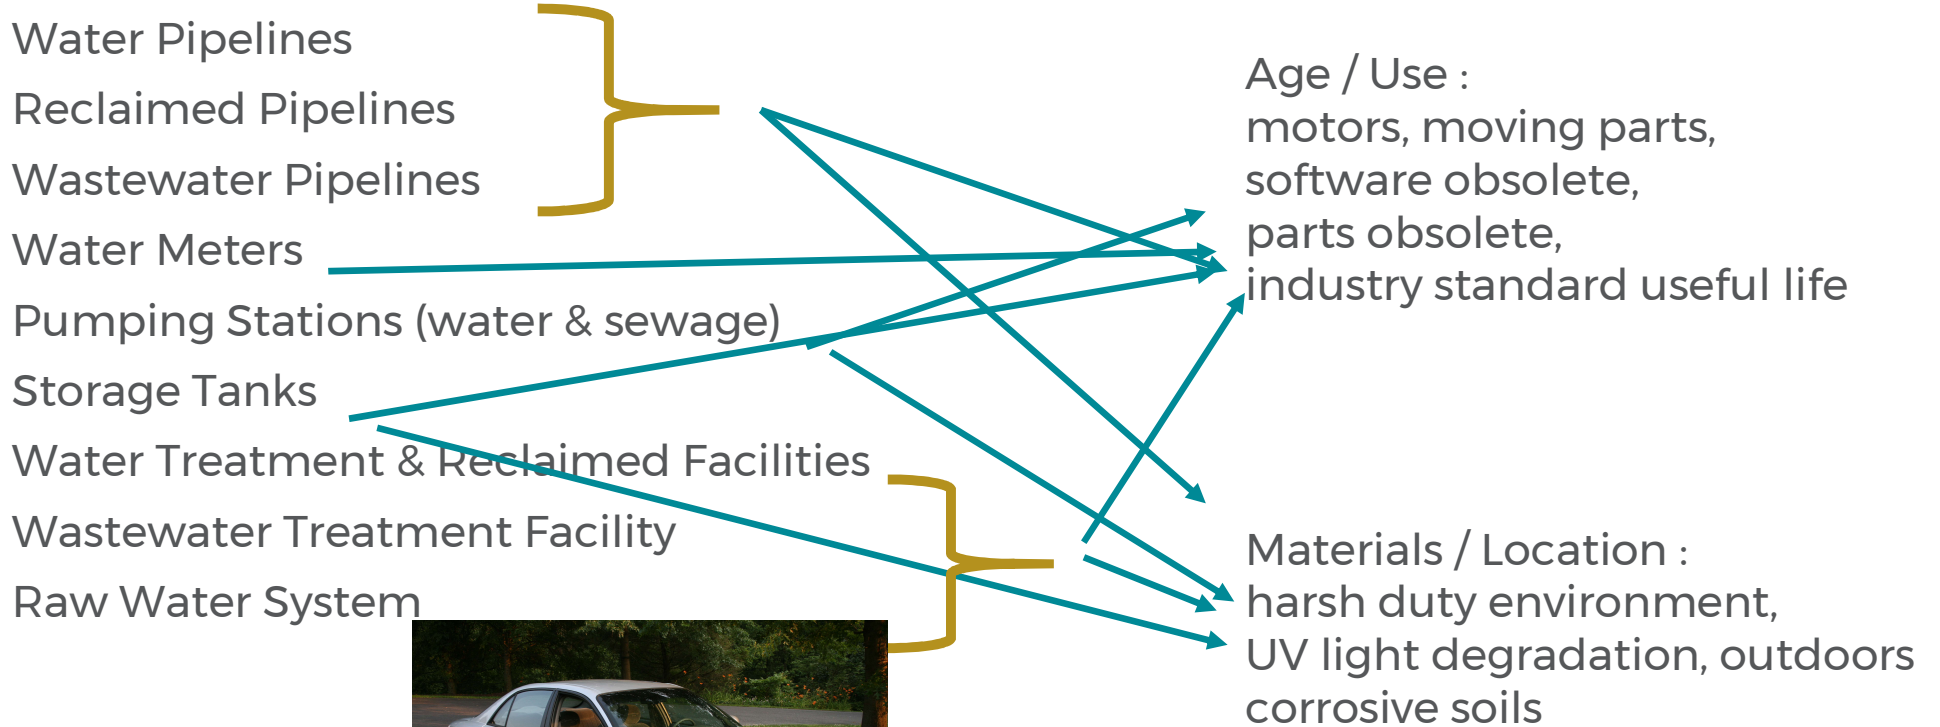 Water Pipelines
Reclaimed Pipelines
Wastewater Pipelines
Water Meters
Pumping Stations (water & sewage)
Storage Tanks
Water Treatment & Reclaimed Facilities
Wastewater Treatment Facility
Raw Water System
Age / Use :
motors, moving parts,
software obsolete,
parts obsolete,
industry standard useful life
Materials / Location :
harsh duty environment,
UV light degradation, outdoors
corrosive soils